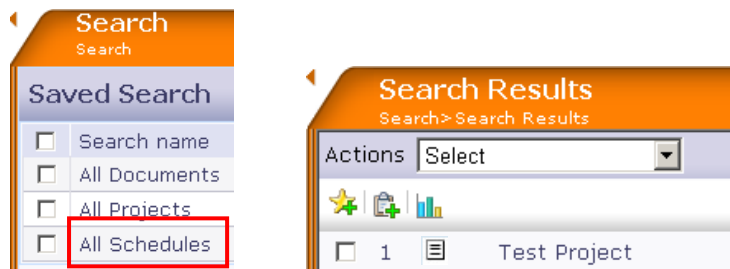 Search
Search
Saved Search
Search name
All Documents
All Projects
All Schedules
Search Results
Search>Search Results
Actions Select
1 Test Project